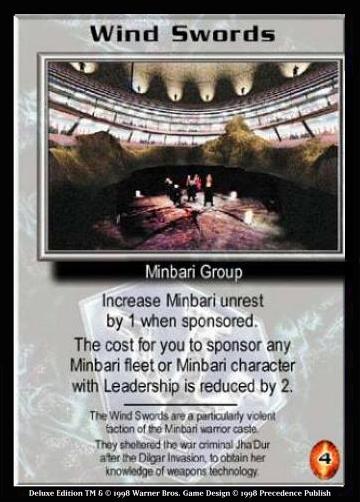 Wind Swords
Minbari Group
Increase Minbari unrest
by 1 when sponsored.
The cost for you to sponsor any
Minbari fleet or Minbari character
with Leadership is reduced by 2.
The Wind Swords are a particularly violent
faction of the Minbari warrior caste.
They sheltered the war criminal Jha'Dur
after the Dilgar Invasion, to obtain her
knowledge of weapons technology.
4
Deluxe Edition TM & © 1998 Warner Bros. Game Design © 1998 Precedence Publish